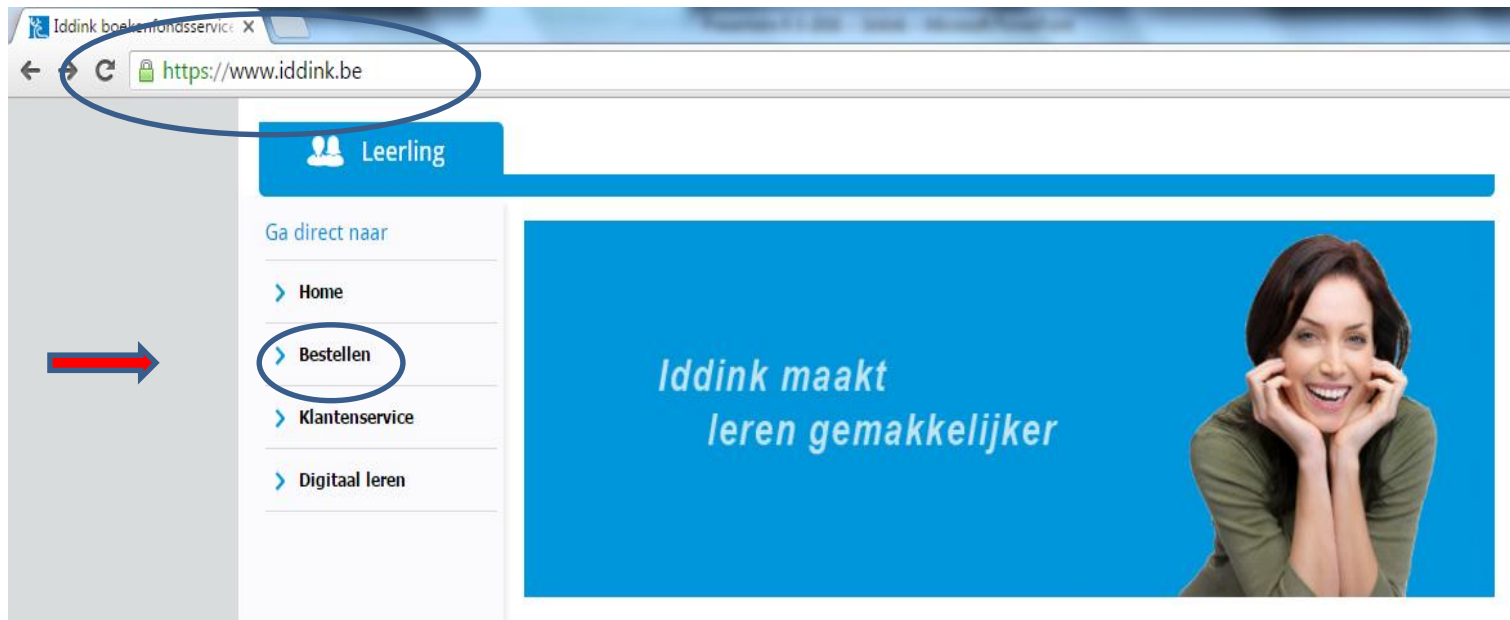 Iddink boekenfondsservice
https://www.iddink.be
Leerling
Ga direct naar
Home
Bestellen
Klantenservice
Digitaal leren
Iddink maakt
leren gemakkelijker